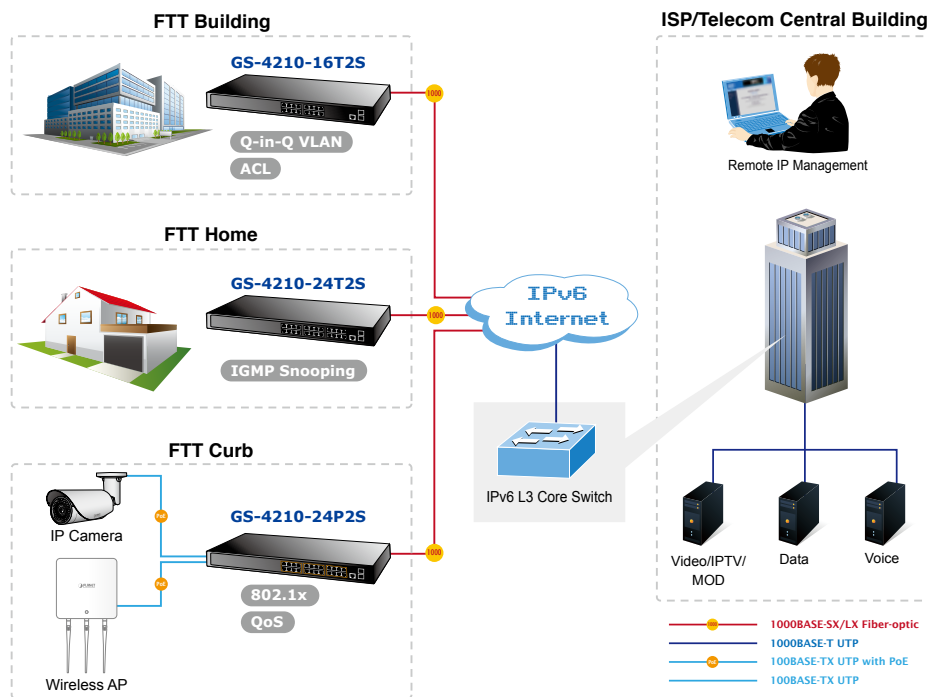 FTT Building
GS-4210-16T2S
1000
Q-in-Q VLAN
ACL
FTT Home
GS-4210-24T2S
1000
IGMP Snooping
FTT Curb
IP Camera
PoE
GS-4210-24P2S
1000
PoE
PLANET
802.1x
QoS
Wireless AP
IPv6
Internet
IPv6 L3 Core Switch
ISP/Telecom Central Building
Remote IP Management
Video/IPTV/
MOD
Data
Voice
1000 1000BASE-SX/LX Fiber-optic
1000BASE-T UTP
PoE 100BASE-TX UTP with PoE
100BASE-TX UTP